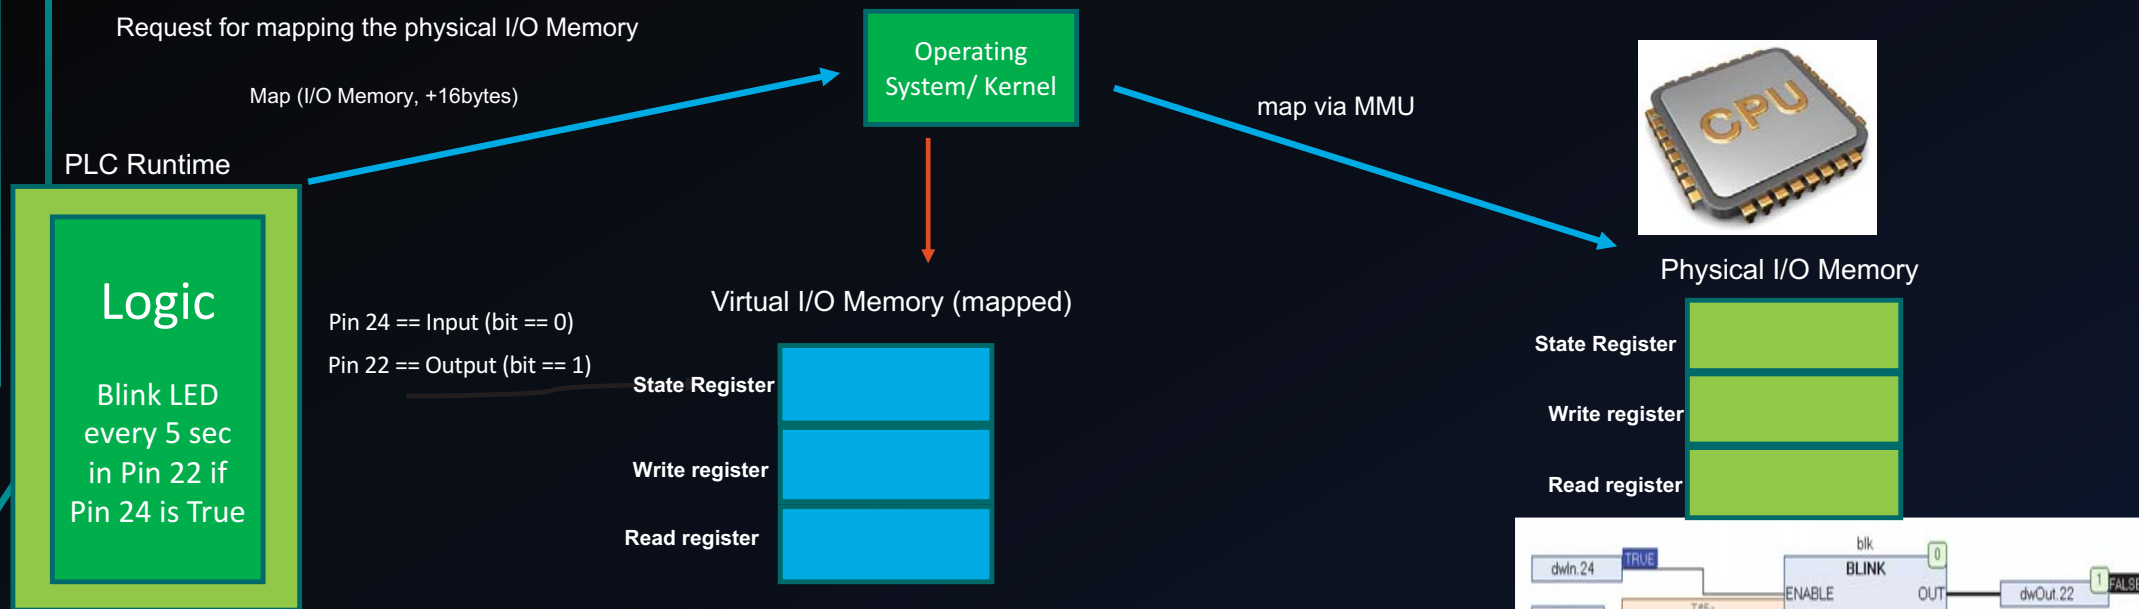 Request for mapping the physical I/O Memory
Map (I/O Memory, +16bytes)
Operating
System/ Kernel
map via MMU
CPU
PLC Runtime
Logic
Blink LED
every 5 sec
in Pin 22 if
Pin 24 is True
Pin 24 == Input (bit == 0)
Pin 22 == Output (bit == 1)
Virtual I/O Memory (mapped)
State Register
Write register
Read register
Physical I/O Memory
State Register
Write register
Read register
blk
0
BLINK
dwIn.24
TRUE
ENABLE
OUT
dwOut.22
1
FALSE